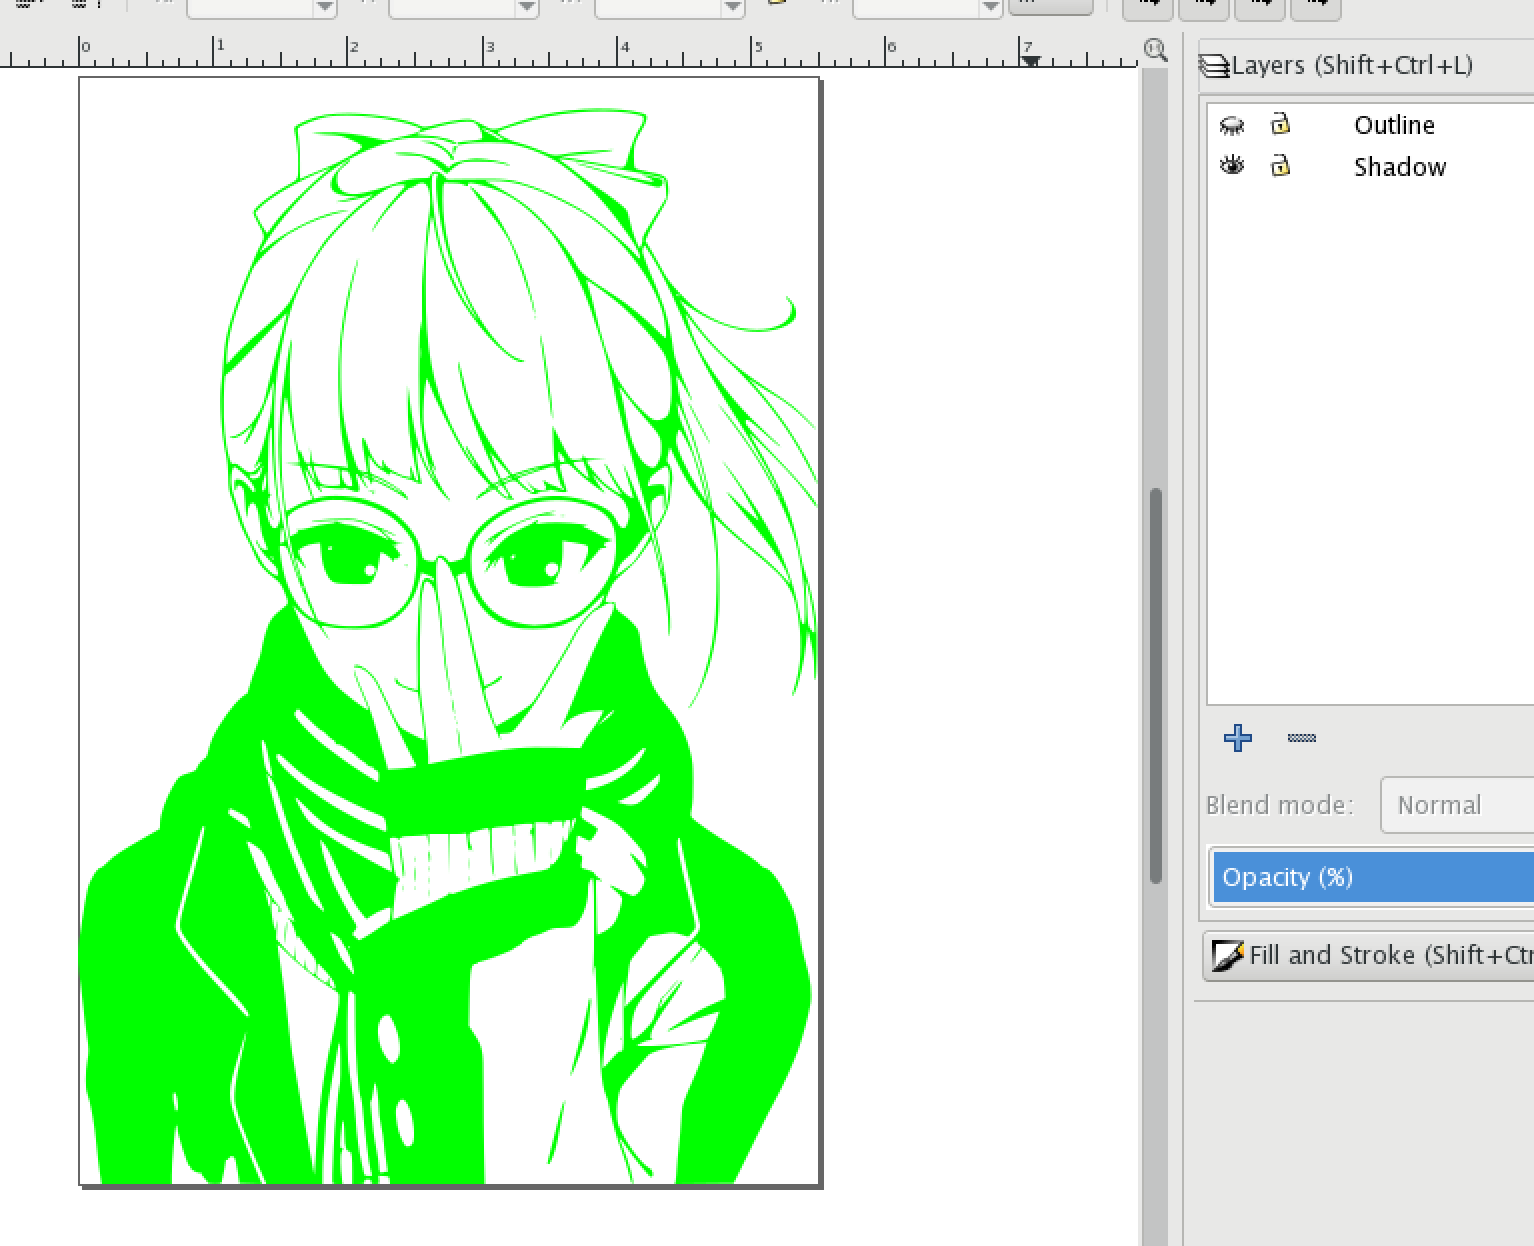 0 1 2 3 4 5 6 7
Layers (Shift+Ctrl+L)
Outline
Shadow
Blend mode: Normal
Opacity (%)
Fill and Stroke (Shift+Ctr